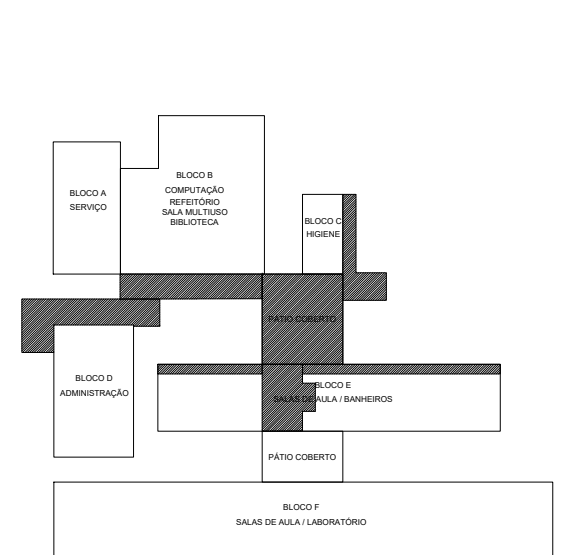 BLOCO A
SERVIÇO
BLOCO B
COMPUTAÇÃO
REFEITÓRIO
SALA MULTIUSO
BIBLIOTECA
BLOCO C
HIGIENE
PÁTIO COBERTO
BLOCO D
ADMINISTRAÇÃO
BLOCO E
SALAS DE AULA / BANHEIROS
PÁTIO COBERTO
BLOCO F
SALAS DE AULA / LABORATÓRIO